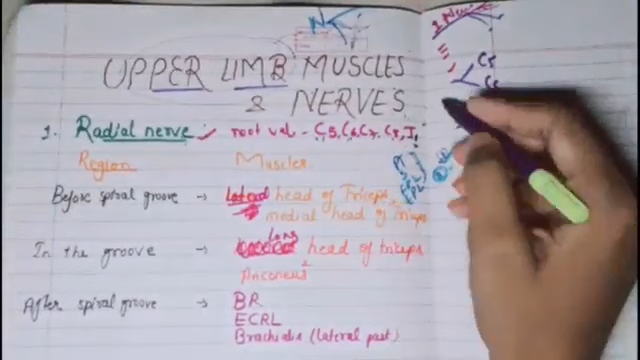 UPPER LIMB MUSCLES
& NERVES
1. Radial nerve root val - C5, C6, C7, C8, T1
Region Muscles
Before spiral groove → lateral head of Triceps,
medial head of triceps
In the groove → long head of triceps
Anconeus
After spiral groove → BR
ECRL
Brachialis (lateral part)
C5